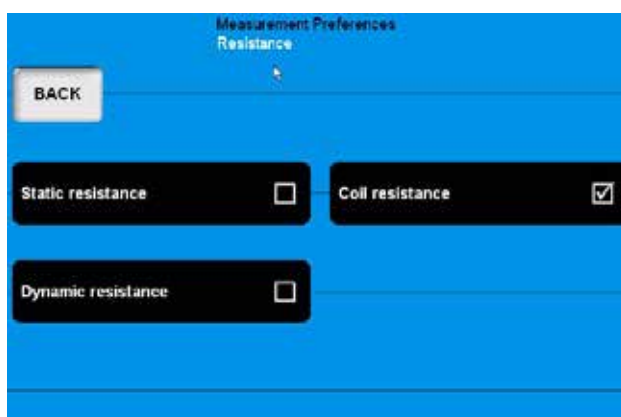 Measurement Preferences
Resistance
BACK
Static resistance
Coil resistance
Dynamic resistance